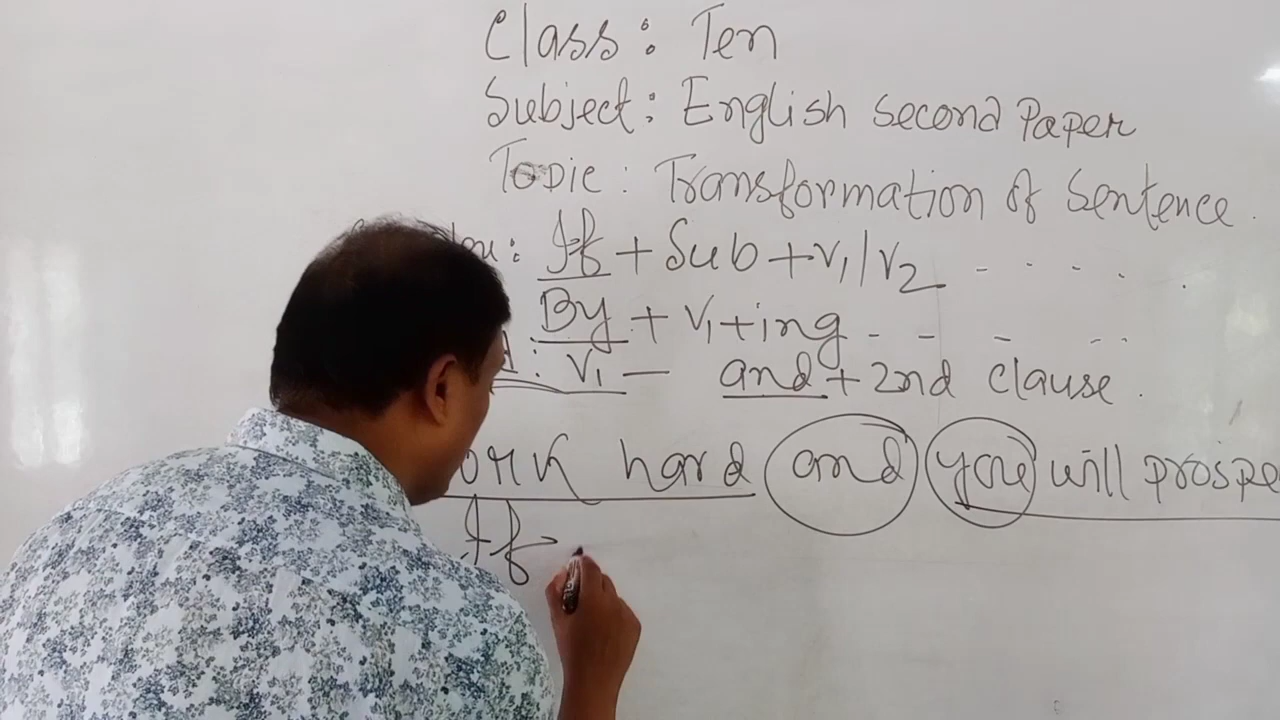 Class: Ten
Subject: English second Paper
Topic: Transformation of Sentence.
: If + Sub + v1/v2 - - - .
By + v1+ing - - - - .
: v1 — and + 2nd clause.
hard and you will prospe
If